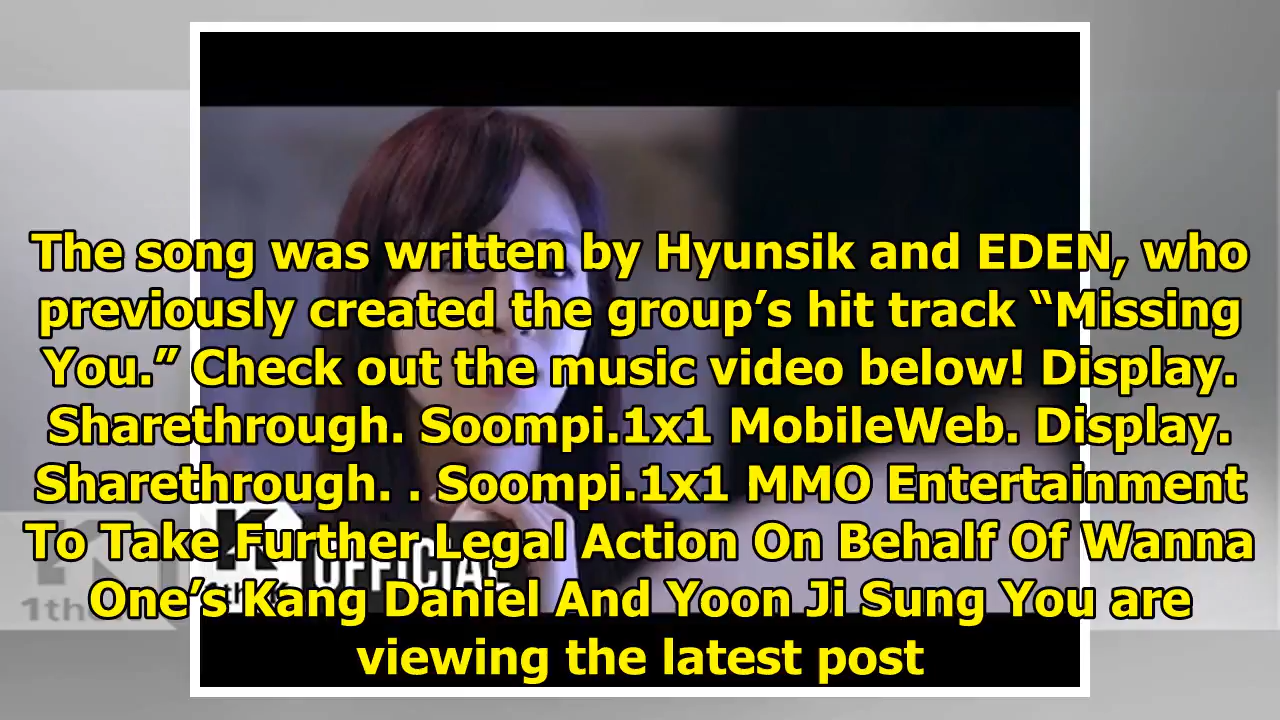 The song was written by Hyunsik and EDEN, who
previously created the group’s hit track “Missing
You.” Check out the music video below! Display.
Sharethrough. Soompi.1x1 MobileWeb. Display.
Sharethrough. . Soompi.1x1 MMO Entertainment
To Take Further Legal Action On Behalf Of Wanna
One’s Kang Daniel And Yoon Ji Sung You are
viewing the latest post
K
OFFICIAL